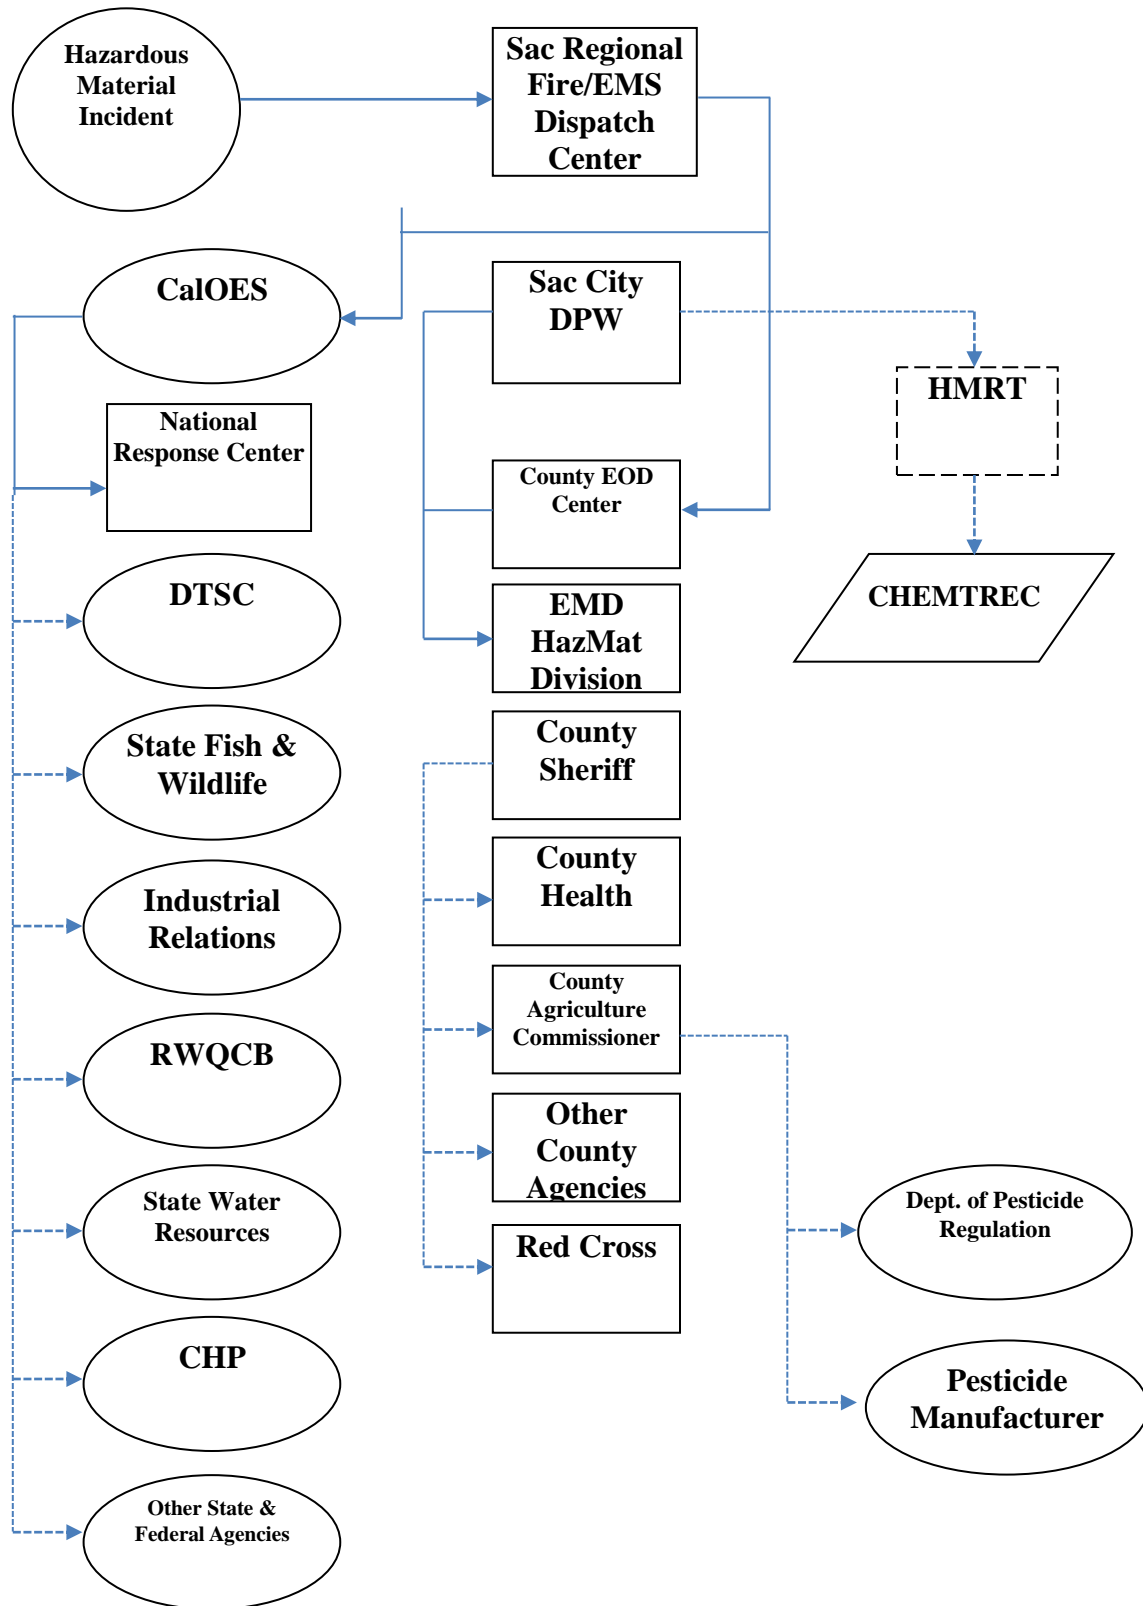 Hazardous
Material
Incident
Sac Regional
Fire/EMS
Dispatch
Center
CalOES
Sac City
DPW
HMRT
National
Response Center
County EOD
Center
CHEMTREC
DTSC
EMD
HazMat
Division
State Fish &
Wildlife
County
Sheriff
Industrial
Relations
County
Health
RWQCB
County
Agriculture
Commissioner
State Water
Resources
Other
County
Agencies
Dept. of Pesticide
Regulation
Red Cross
CHP
Pesticide
Manufacturer
Other State &
Federal Agencies